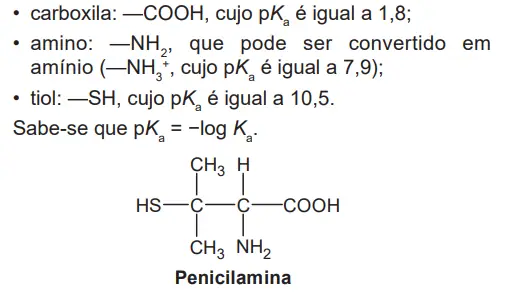 • carboxila: —COOH, cujo pKa é igual a 1,8;
• amino: —NH2, que pode ser convertido em
amínio (—NH3+, cujo pKa é igual a 7,9);
• tiol: —SH, cujo pKa é igual a 10,5.
Sabe-se que pKa = −log Ka.
CH3 H
HS—C—C—COOH
CH3 NH2
Penicilamina